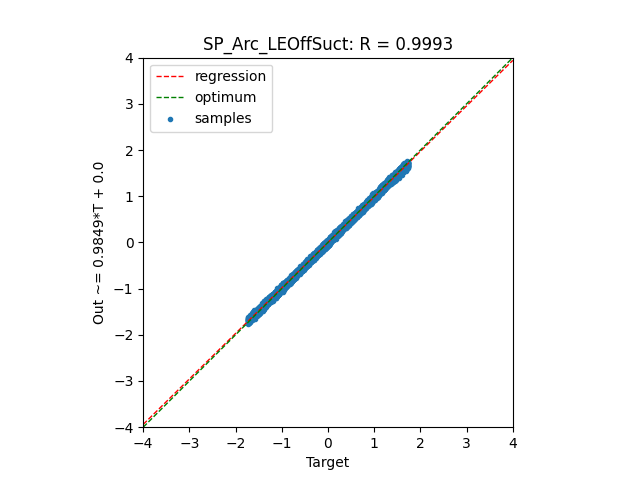 SP_Arc_LEOffSuct: R = 0.9993
regression
optimum
samples
Out ~= 0.9849*T + 0.0
4
3
2
1
0
−1
−2
−3
−4
−4 −3 −2 −1 0 1 2 3 4
Target